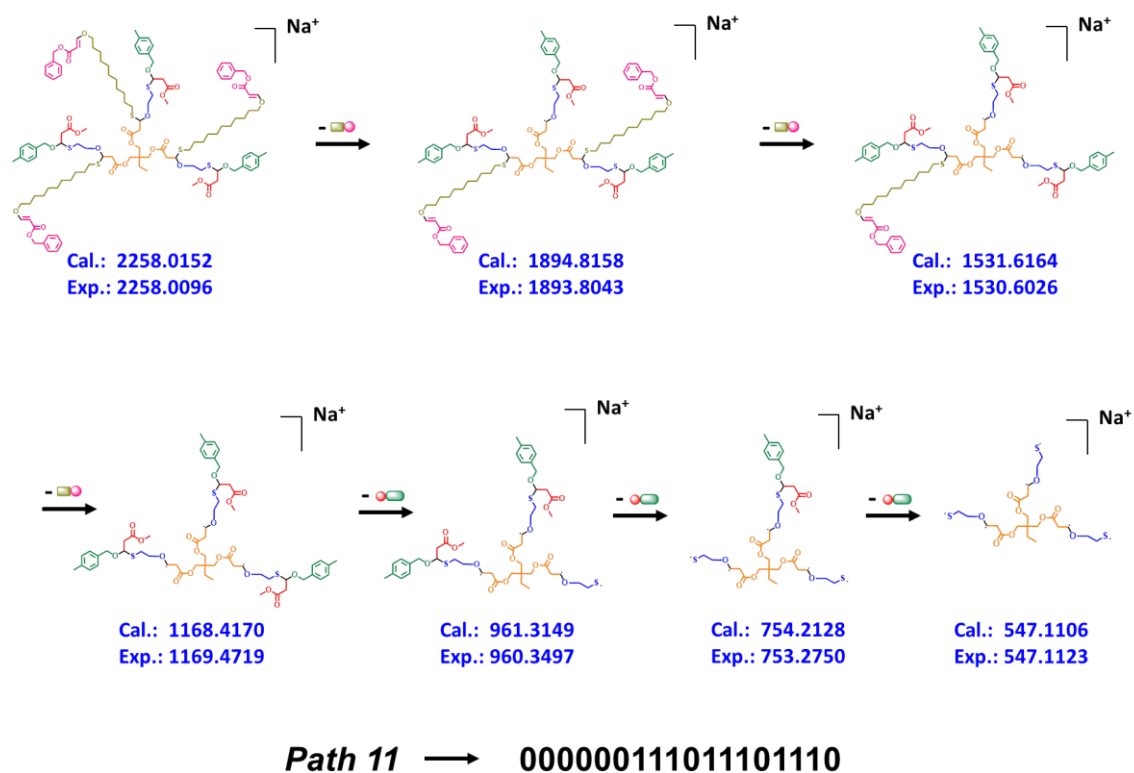 Na⁺
Na⁺
Na⁺
-
-
Cal.: 2258.0152
Exp.: 2258.0096
Cal.: 1894.8158
Exp.: 1893.8043
Cal.: 1531.6164
Exp.: 1530.6026
Na⁺
Na⁺
Na⁺
Na⁺
-
-
-
-
Cal.: 1168.4170
Exp.: 1169.4719
Cal.: 961.3149
Exp.: 960.3497
Cal.: 754.2128
Exp.: 753.2750
Cal.: 547.1106
Exp.: 547.1123
Path 11 → 000000111011101110